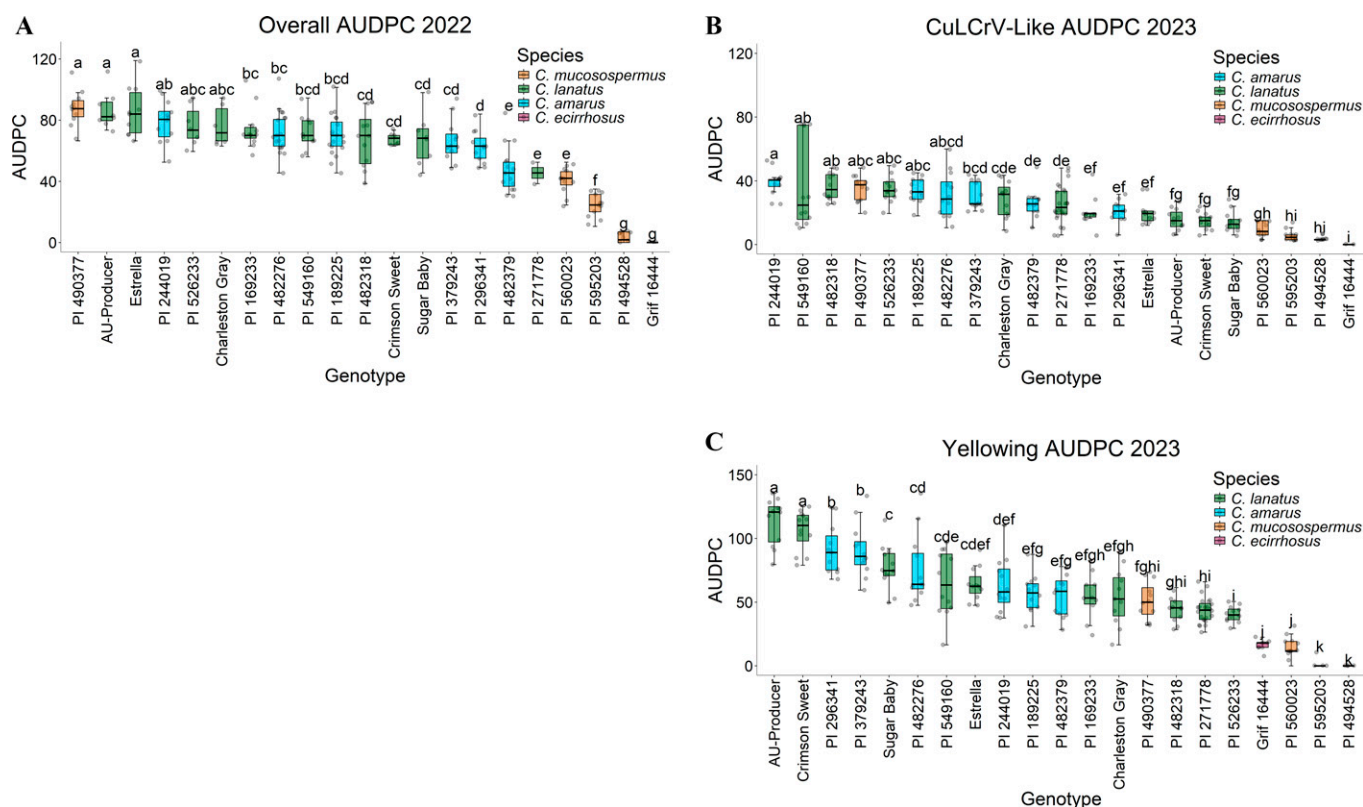 A
Overall AUDPC 2022
AUDPC
120
80
40
0
a
a
a
ab
abc
abc
bc
bc
bcd
bcd
cd
cd
cd
d
d
e
e
e
f
g
g
Species
C. mucosospermus
C. lanatus
C. amarus
C. ecirrhosus
PI 490377
AU-Producer
Estrella
PI 244019
PI 526233
Charleston Gray
PI 169233
PI 482276
PI 549160
PI 189225
PI 482318
Crimson Sweet
Sugar Baby
PI 379243
PI 296341
PI 482379
PI 271778
PI 560023
PI 595203
PI 494528
Grif 16444
Genotype
B
CuLCrV-Like AUDPC 2023
AUDPC
120
80
40
0
a
ab
ab
abc
abc
abc
abcd
bcd
cde
de
de
ef
ef
ef
fg
fg
fg
gh
hi
hj
j
Species
C. amarus
C. lanatus
C. mucosospermus
C. ecirrhosus
PI 244019
PI 549160
PI 482318
PI 490377
PI 526233
PI 189225
PI 482276
PI 379243
Charleston Gray
PI 482379
PI 271778
PI 169233
PI 296341
Estrella
AU-Producer
Crimson Sweet
Sugar Baby
PI 560023
PI 595203
PI 494528
Grif 16444
Genotype
C
Yellowing AUDPC 2023
AUDPC
150
100
50
0
a
a
b
b
c
cd
cde
cdef
def
efg
efg
efgh
efgh
fghi
ghi
hi
i
j
j
k
k
Species
C. lanatus
C. amarus
C. mucosospermus
C. ecirrhosus
AU-Producer
Crimson Sweet
PI 296341
PI 379243
Sugar Baby
PI 482276
PI 549160
Estrella
PI 244019
PI 189225
PI 482379
PI 169233
Charleston Gray
PI 490377
PI 482318
PI 271778
PI 526233
Grif 16444
PI 560023
PI 595203
PI 494528
Genotype